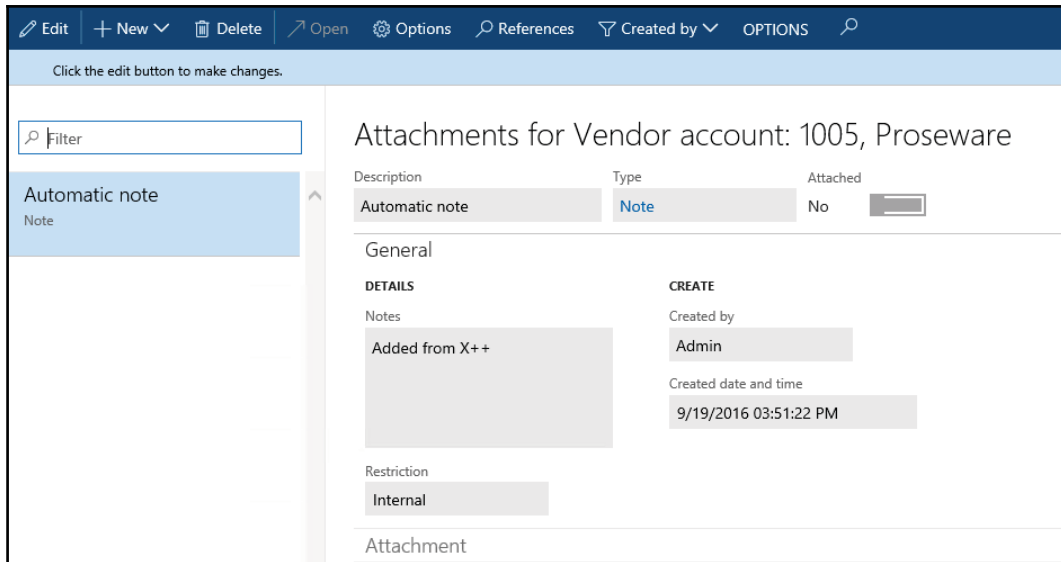 Edit New Delete Open Options References Created by OPTIONS
Click the edit button to make changes.
Filter
Automatic note
Note
Attachments for Vendor account: 1005, Proseware
Description Type Attached
Automatic note Note No
General
DETAILS CREATE
Notes Created by
Added from X++ Admin
Created date and time
9/19/2016 03:51:22 PM
Restriction
Internal
Attachment